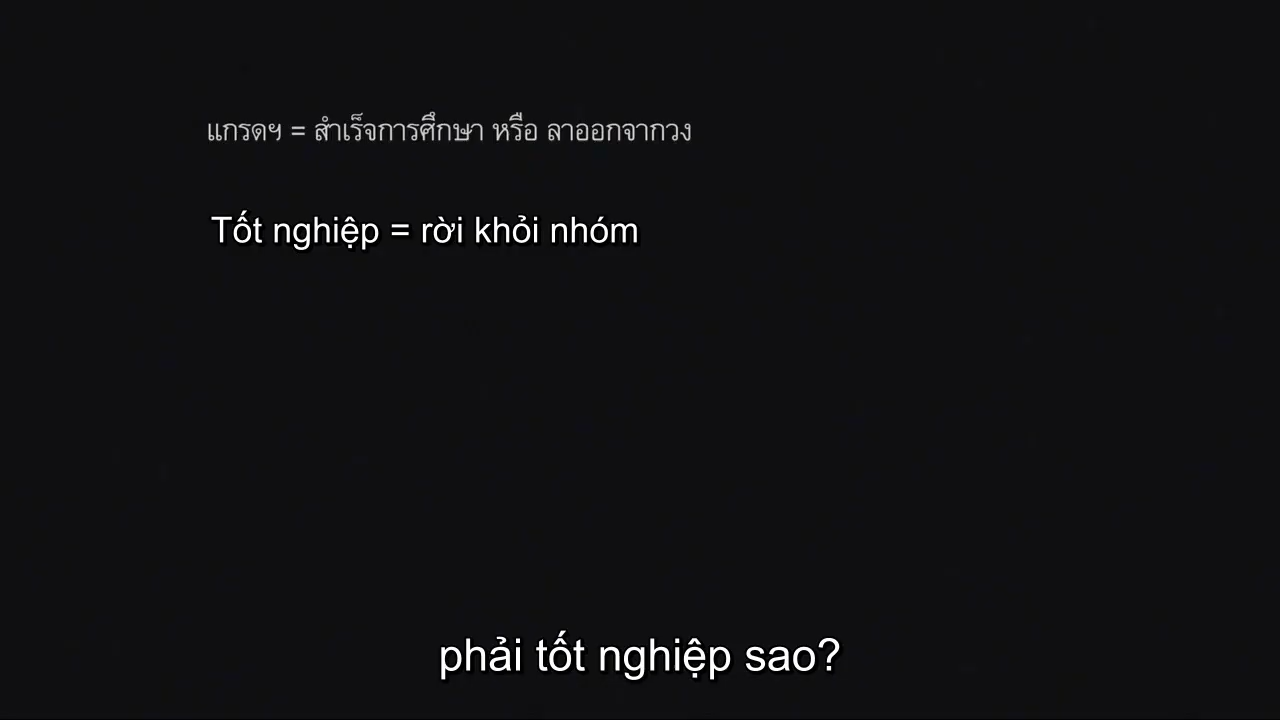 แกรดฯ = สำเร็จการศึกษา หรือ ลาออกจากวง
Tốt nghiệp = rời khỏi nhóm
phải tốt nghiệp sao?